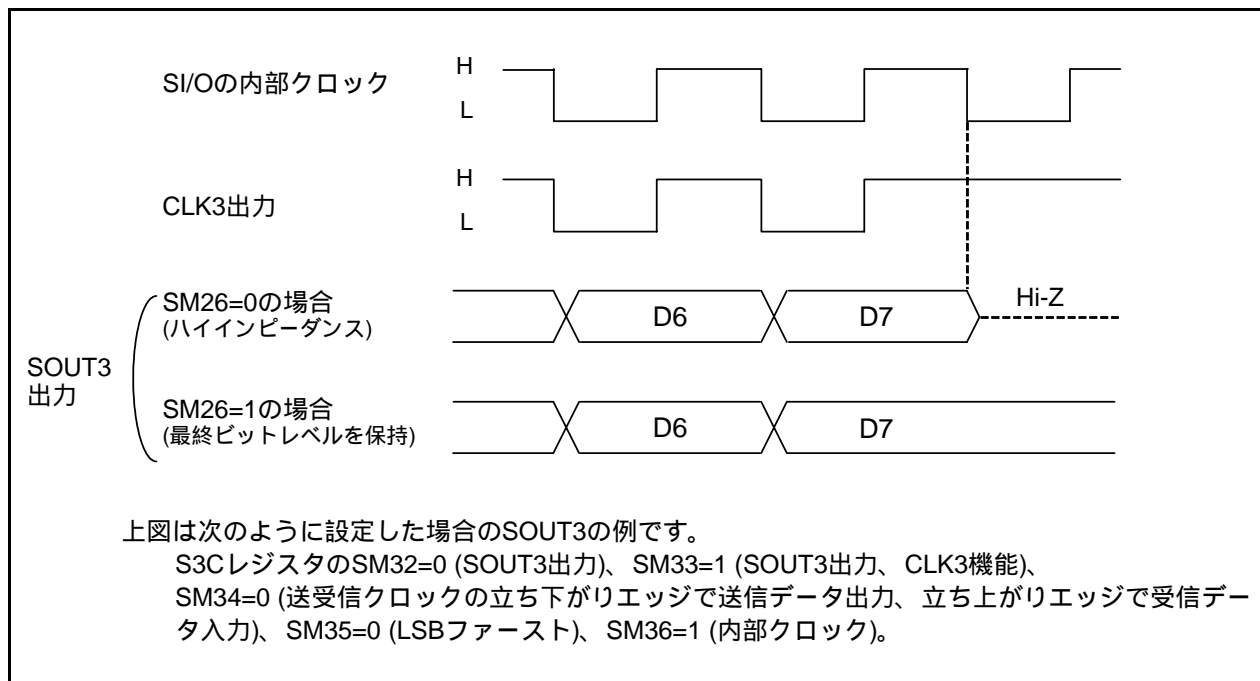 SI/Oの内部クロック
H
L
CLK3出力
H
L
SOUT3
出力
SM26=0の場合
(ハイインピーダンス)
D6
D7
Hi-Z
SM26=1の場合
(最終ビットレベルを保持)
D6
D7
上図は次のように設定した場合のSOUT3の例です。
S3CレジスタのSM32=0 (SOUT3出力)、SM33=1 (SOUT3出力、CLK3機能)、
SM34=0 (送受信クロックの立ち下がりエッジで送信データ出力、立ち上がりエッジで受信デー
タ入力)、SM35=0 (LSBファースト)、SM36=1 (内部クロック)。